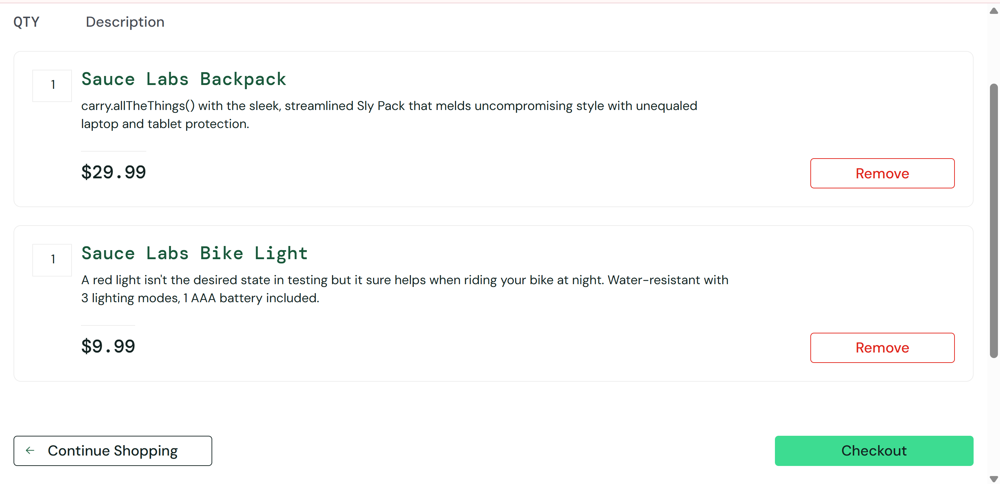 QTY Description
1 Sauce Labs Backpack
carry.allTheThings() with the sleek, streamlined Sly Pack that melds uncompromising style with unequaled
laptop and tablet protection.
$29.99 Remove
1 Sauce Labs Bike Light
A red light isn't the desired state in testing but it sure helps when riding your bike at night. Water-resistant with
3 lighting modes, 1 AAA battery included.
$9.99 Remove
Continue Shopping Checkout